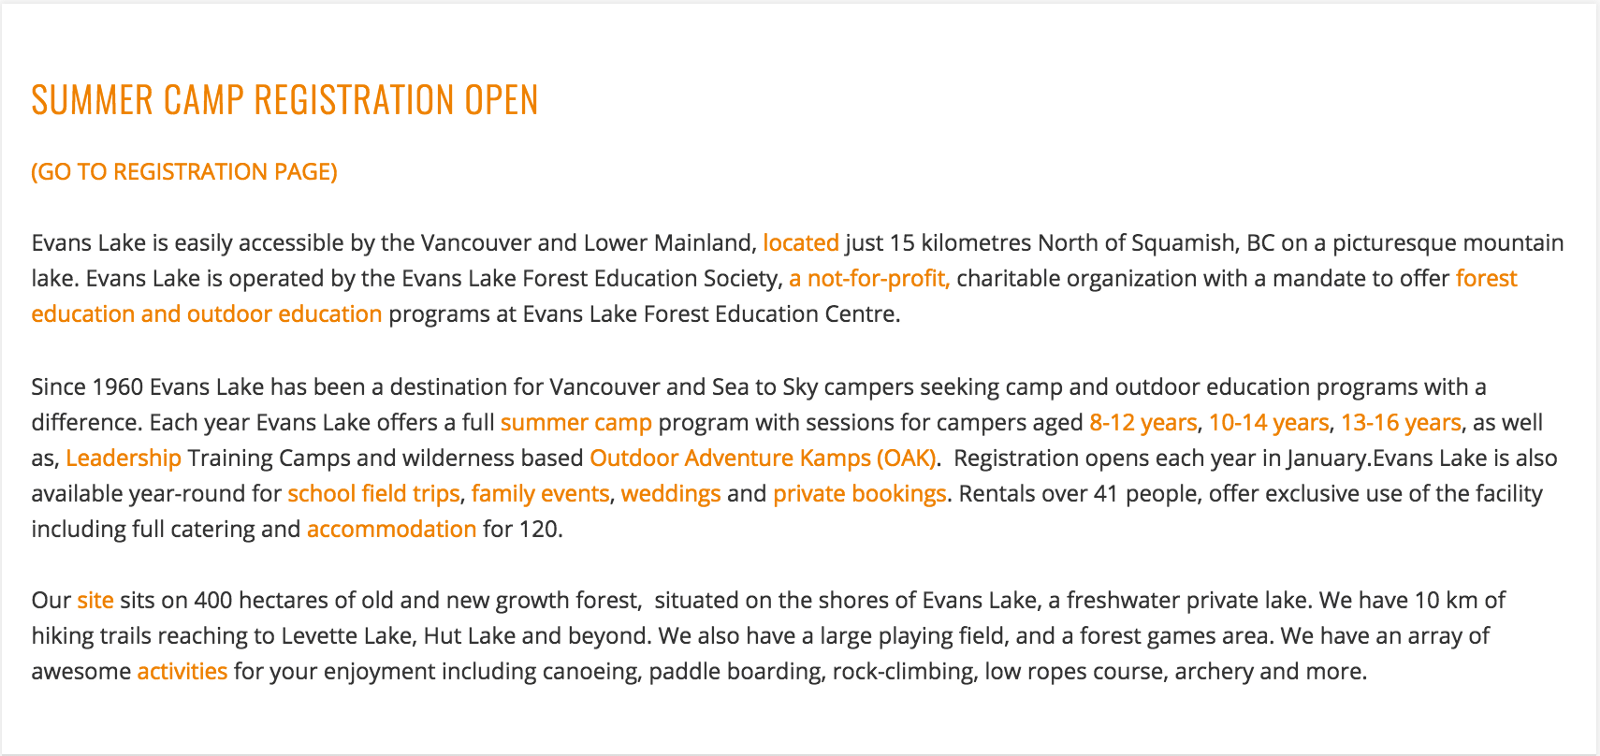 SUMMER CAMP REGISTRATION OPEN
(GO TO REGISTRATION PAGE)
Evans Lake is easily accessible by the Vancouver and Lower Mainland, located just 15 kilometres North of Squamish, BC on a picturesque mountain
lake. Evans Lake is operated by the Evans Lake Forest Education Society, a not-for-profit, charitable organization with a mandate to offer forest
education and outdoor education programs at Evans Lake Forest Education Centre.
Since 1960 Evans Lake has been a destination for Vancouver and Sea to Sky campers seeking camp and outdoor education programs with a
difference. Each year Evans Lake offers a full summer camp program with sessions for campers aged 8-12 years, 10-14 years, 13-16 years, as well
as, Leadership Training Camps and wilderness based Outdoor Adventure Kamps (OAK).  Registration opens each year in January.Evans Lake is also
available year-round for school field trips, family events, weddings and private bookings. Rentals over 41 people, offer exclusive use of the facility
including full catering and accommodation for 120.
Our site sits on 400 hectares of old and new growth forest,  situated on the shores of Evans Lake, a freshwater private lake. We have 10 km of
hiking trails reaching to Levette Lake, Hut Lake and beyond. We also have a large playing field, and a forest games area. We have an array of
awesome activities for your enjoyment including canoeing, paddle boarding, rock-climbing, low ropes course, archery and more.